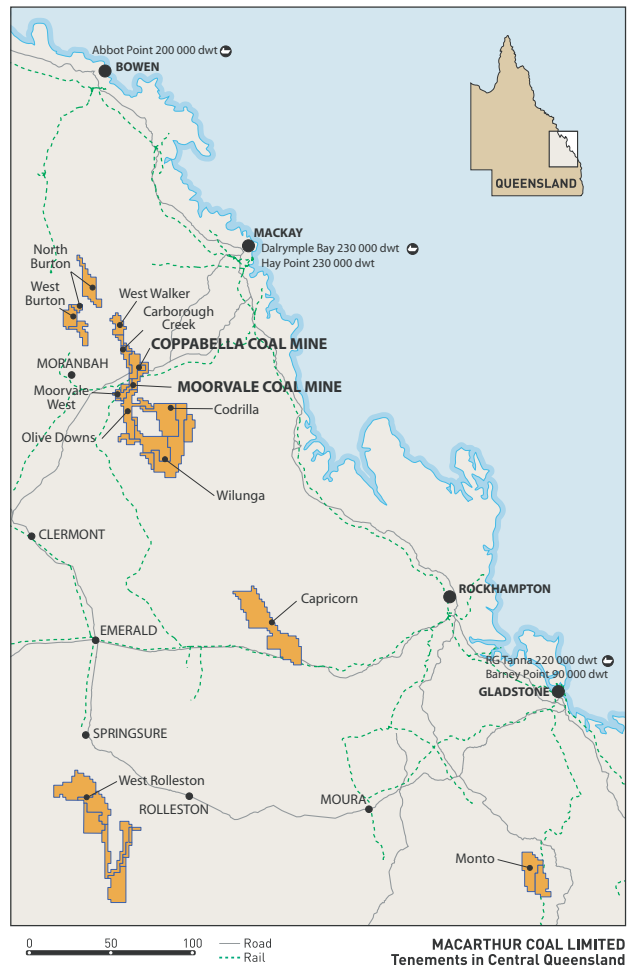 Abbot Point 200 000 dwt
BOWEN
QUEENSLAND
MACKAY
Dalrymple Bay 230 000 dwt
Hay Point 230 000 dwt
North
Burton
West
Burton
West Walker
Carborough
Creek
COPPABELLA COAL MINE
MORANBAH
MOORVALE COAL MINE
Moorvale
West
Codrilla
Olive Downs
Wilunga
CLERMONT
ROCKHAMPTON
Capricorn
EMERALD
RG Tanna 220 000 dwt
Barney Point 90 000 dwt
GLADSTONE
SPRINGSURE
West Rolleston
ROLLESTON
MOURA
Monto
0 50 100
Road
Rail
MACARTHUR COAL LIMITED
Tenements in Central Queensland